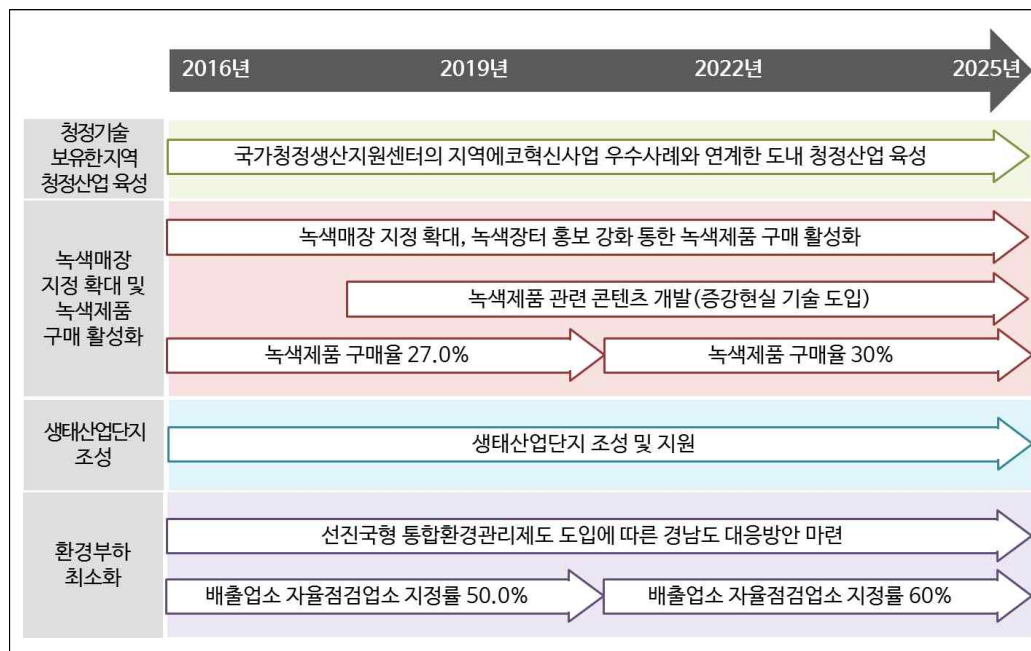 2016년 2019년 2022년 2025년
청정기술
보유한지역
청정산업 육성
국가청정생산지원센터의 지역에코혁신사업 우수사례와 연계한 도내 청정산업 육성
녹색매장
지정 확대 및
녹색제품
구매 활성화
녹색매장 지정 확대, 녹색장터 홍보 강화 통한 녹색제품 구매 활성화
녹색제품 관련 콘텐츠 개발(증강현실 기술 도입)
녹색제품 구매율 27.0% 녹색제품 구매율 30%
생태산업단지
조성
생태산업단지 조성 및 지원
환경부하
최소화
선진국형 통합환경관리제도 도입에 따른 경남도 대응방안 마련
배출업소 자율점검업소 지정률 50.0% 배출업소 자율점검업소 지정률 60%